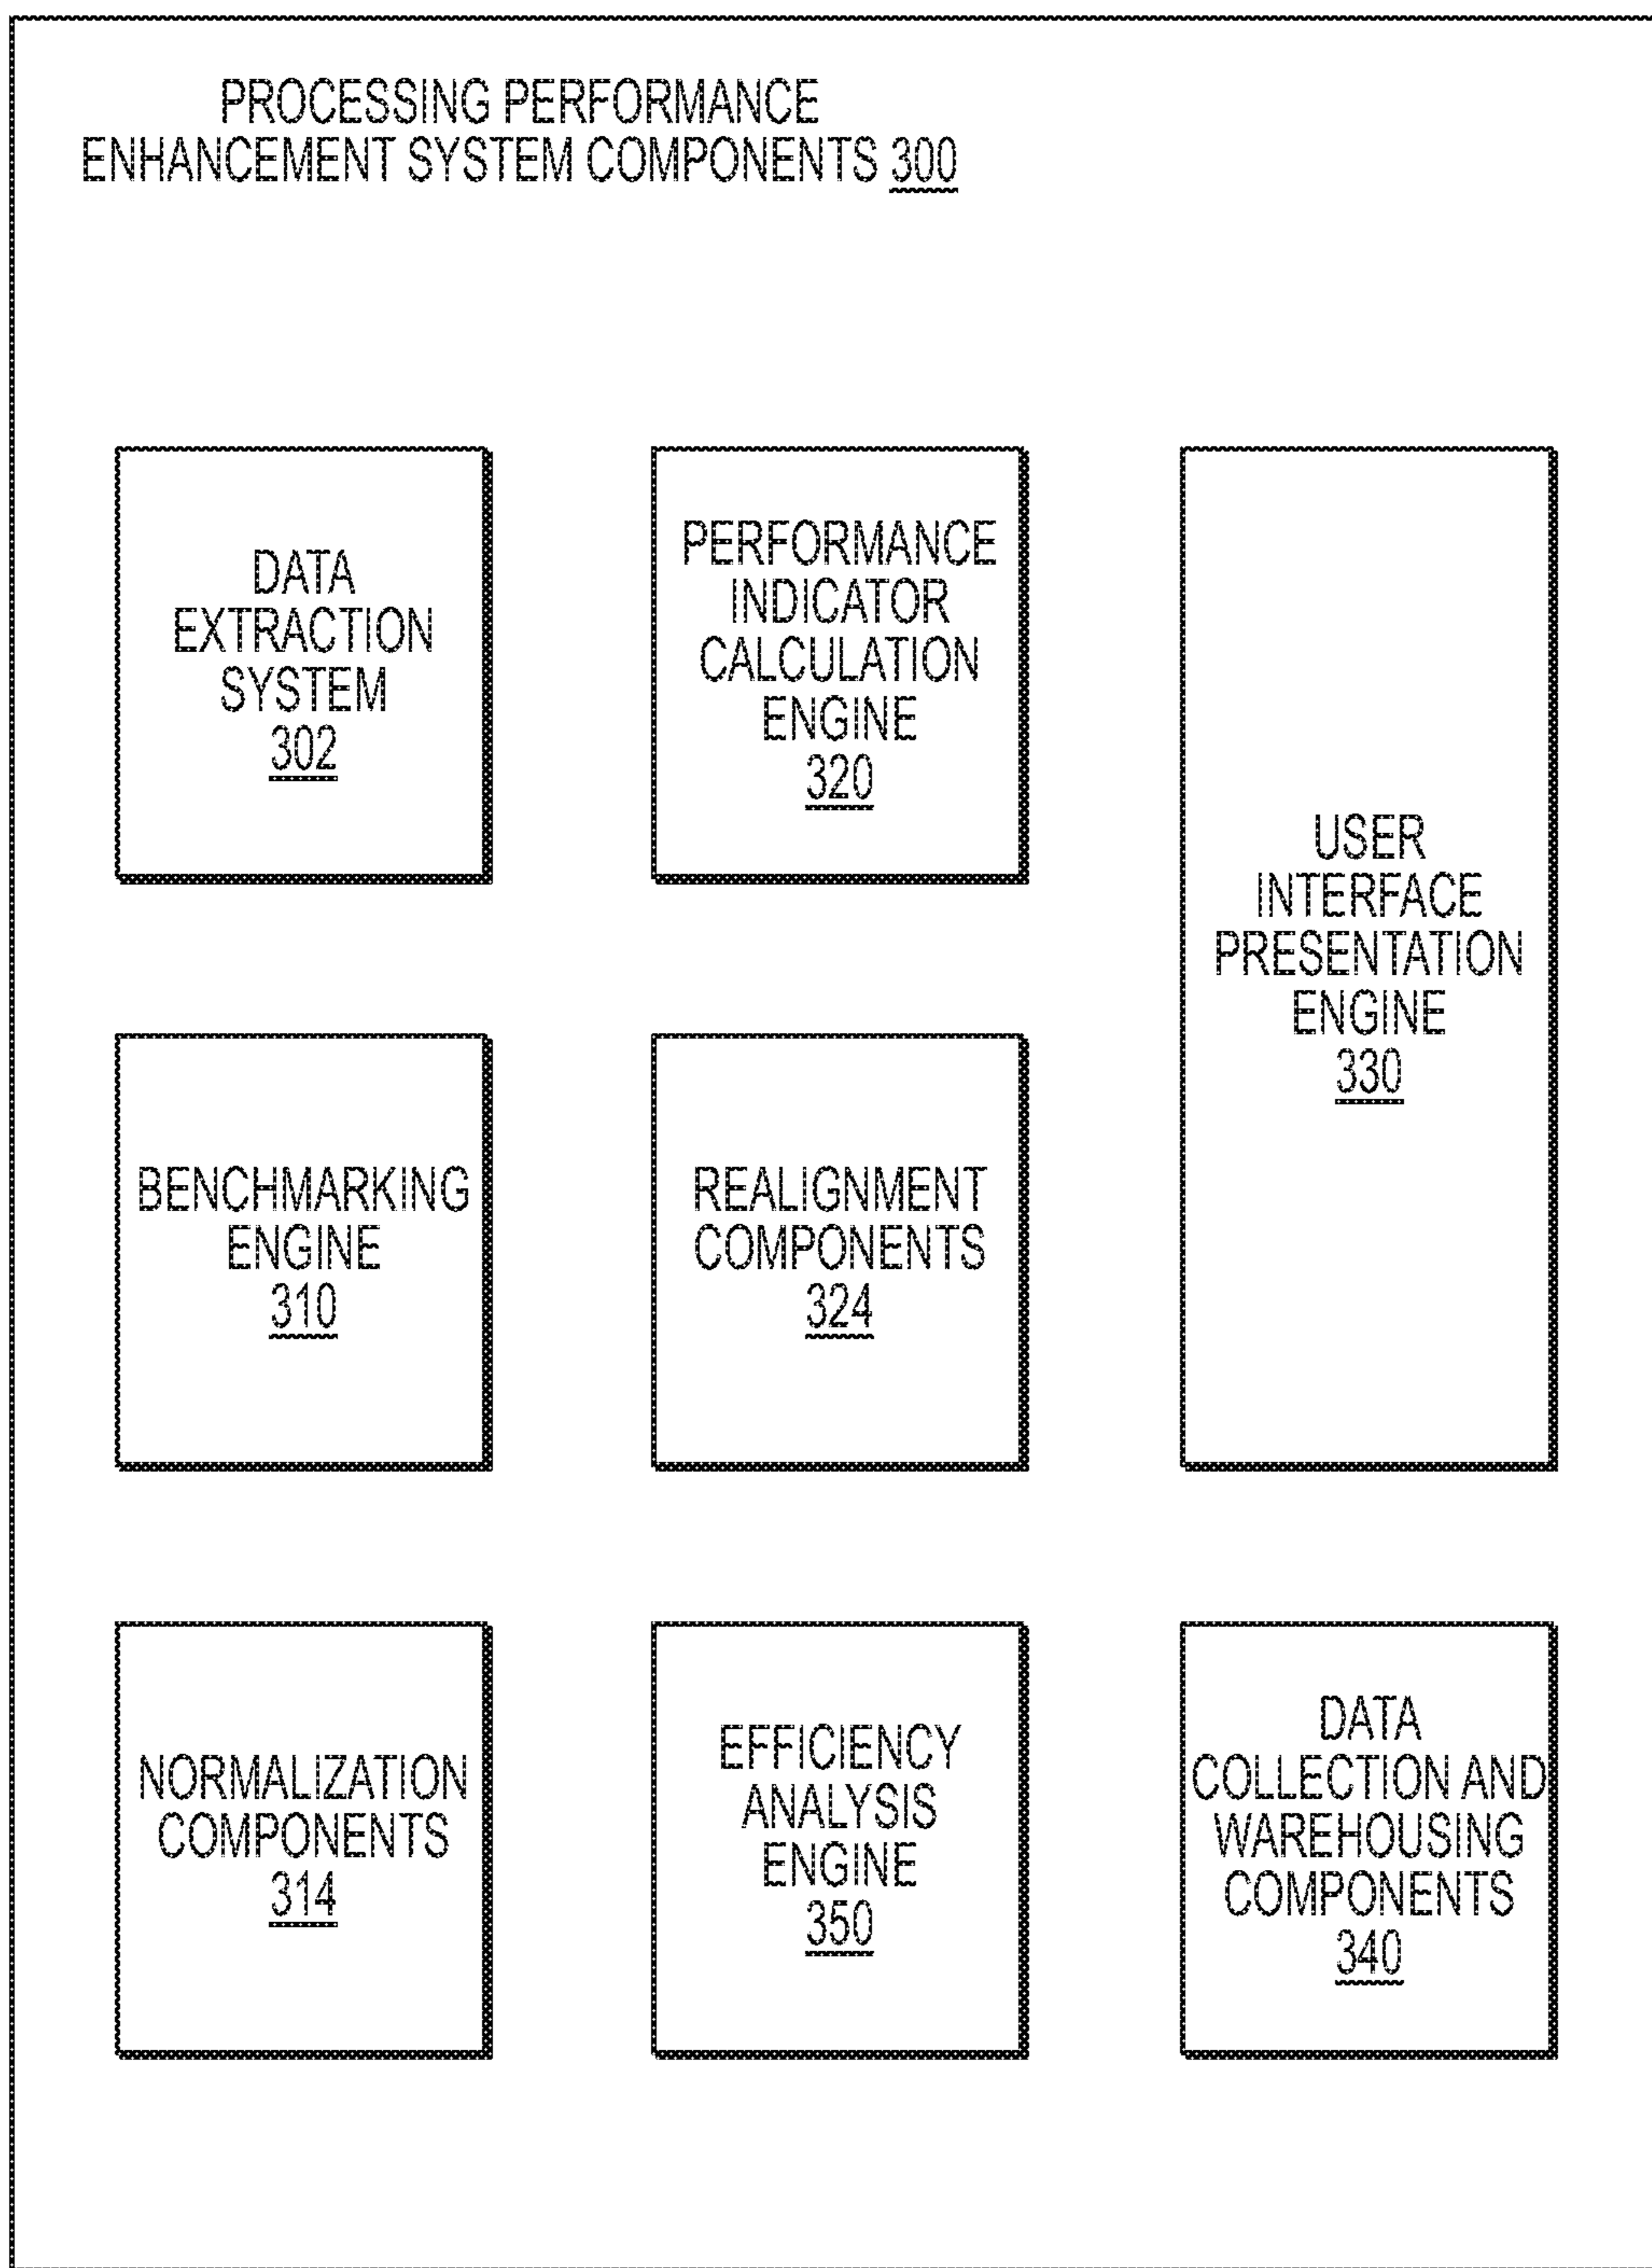 PROCESSING PERFORMANCE
ENHANCEMENT SYSTEM COMPONENTS 300
DATA
EXTRACTION
SYSTEM
302
PERFORMANCE
INDICATOR
CALCULATION
ENGINE
320
USER
INTERFACE
PRESENTATION
ENGINE
330
BENCHMARKING
ENGINE
310
REALIGNMENT
COMPONENTS
324
NORMALIZATION
COMPONENTS
314
EFFICIENCY
ANALYSIS
ENGINE
350
DATA
COLLECTION AND
WAREHOUSING
COMPONENTS
340